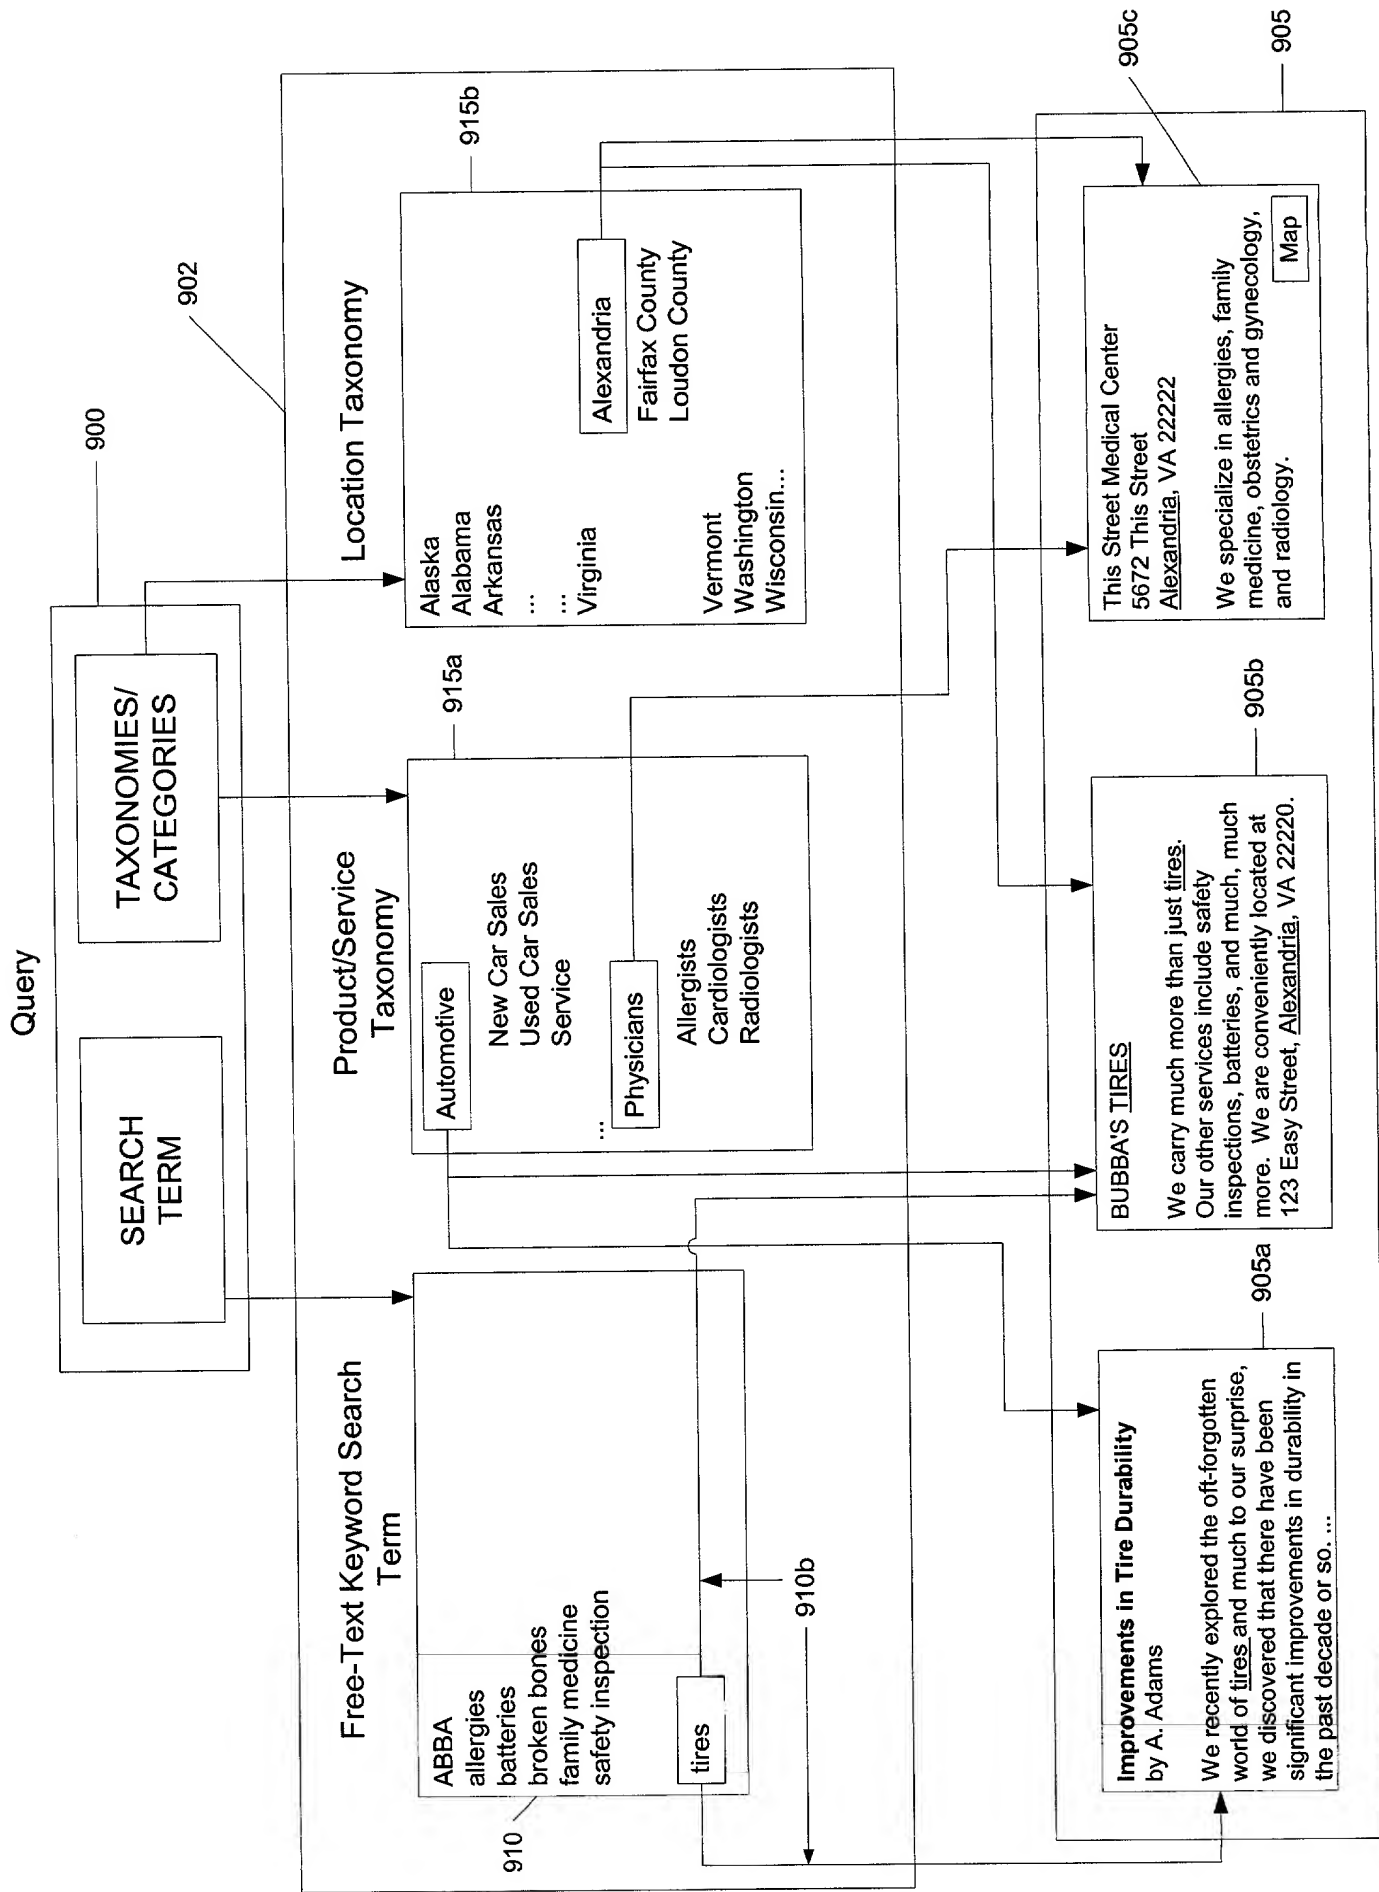 Query
900
SEARCH
TERM
TAXONOMIES/
CATEGORIES
902
Free-Text Keyword Search
Term
Product/Service
Taxonomy
Location Taxonomy
910
ABBA
allergies
batteries
broken bones
family medicine
safety inspection
tires
910b
915a
Automotive
New Car Sales
Used Car Sales
Service
...
Physicians
Allergists
Cardiologists
Radiologists
915b
Alaska
Alabama
Arkansas
...
...
Virginia
Alexandria
Fairfax County
Loudon County
Vermont
Washington
Wisconsin...
905
905a
Improvements in Tire Durability
by A. Adams
We recently explored the oft-forgotten
world of tires and much to our surprise,
we discovered that there have been
significant improvements in durability in
the past decade or so. ...
905b
BUBBA'S TIRES
We carry much more than just tires.
Our other services include safety
inspections, batteries, and much, much
more. We are conveniently located at
123 Easy Street, Alexandria, VA 22220.
905c
This Street Medical Center
5672 This Street
Alexandria, VA 22222
We specialize in allergies, family
medicine, obstetrics and gynecology,
and radiology.
Map